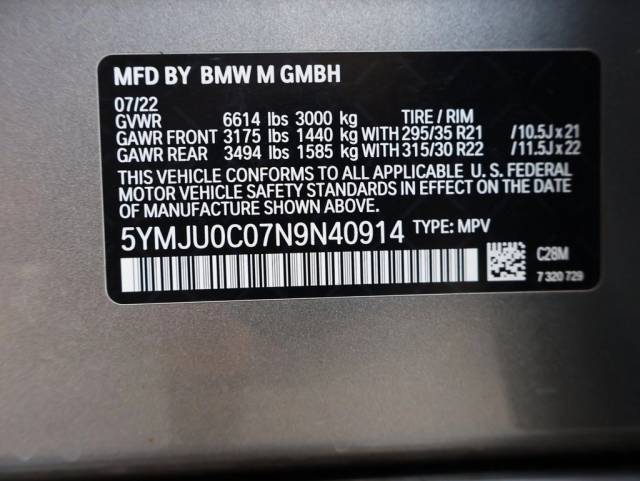 MFD BY BMW M GMBH
07/22
GVWR 6614 lbs 3000 kg TIRE / RIM
GAWR FRONT 3175 lbs 1440 kg WITH 295/35 R21 /10.5J x 21
GAWR REAR 3494 lbs 1585 kg WITH 315/30 R22 /11.5J x 22
THIS VEHICLE CONFORMS TO ALL APPLICABLE U. S. FEDERAL
MOTOR VEHICLE SAFETY STANDARDS IN EFFECT ON THE DATE
OF MANUFACTURE SHOWN ABOVE.
5YMJU0C07N9N40914 TYPE: MPV
C28M
7 320 729